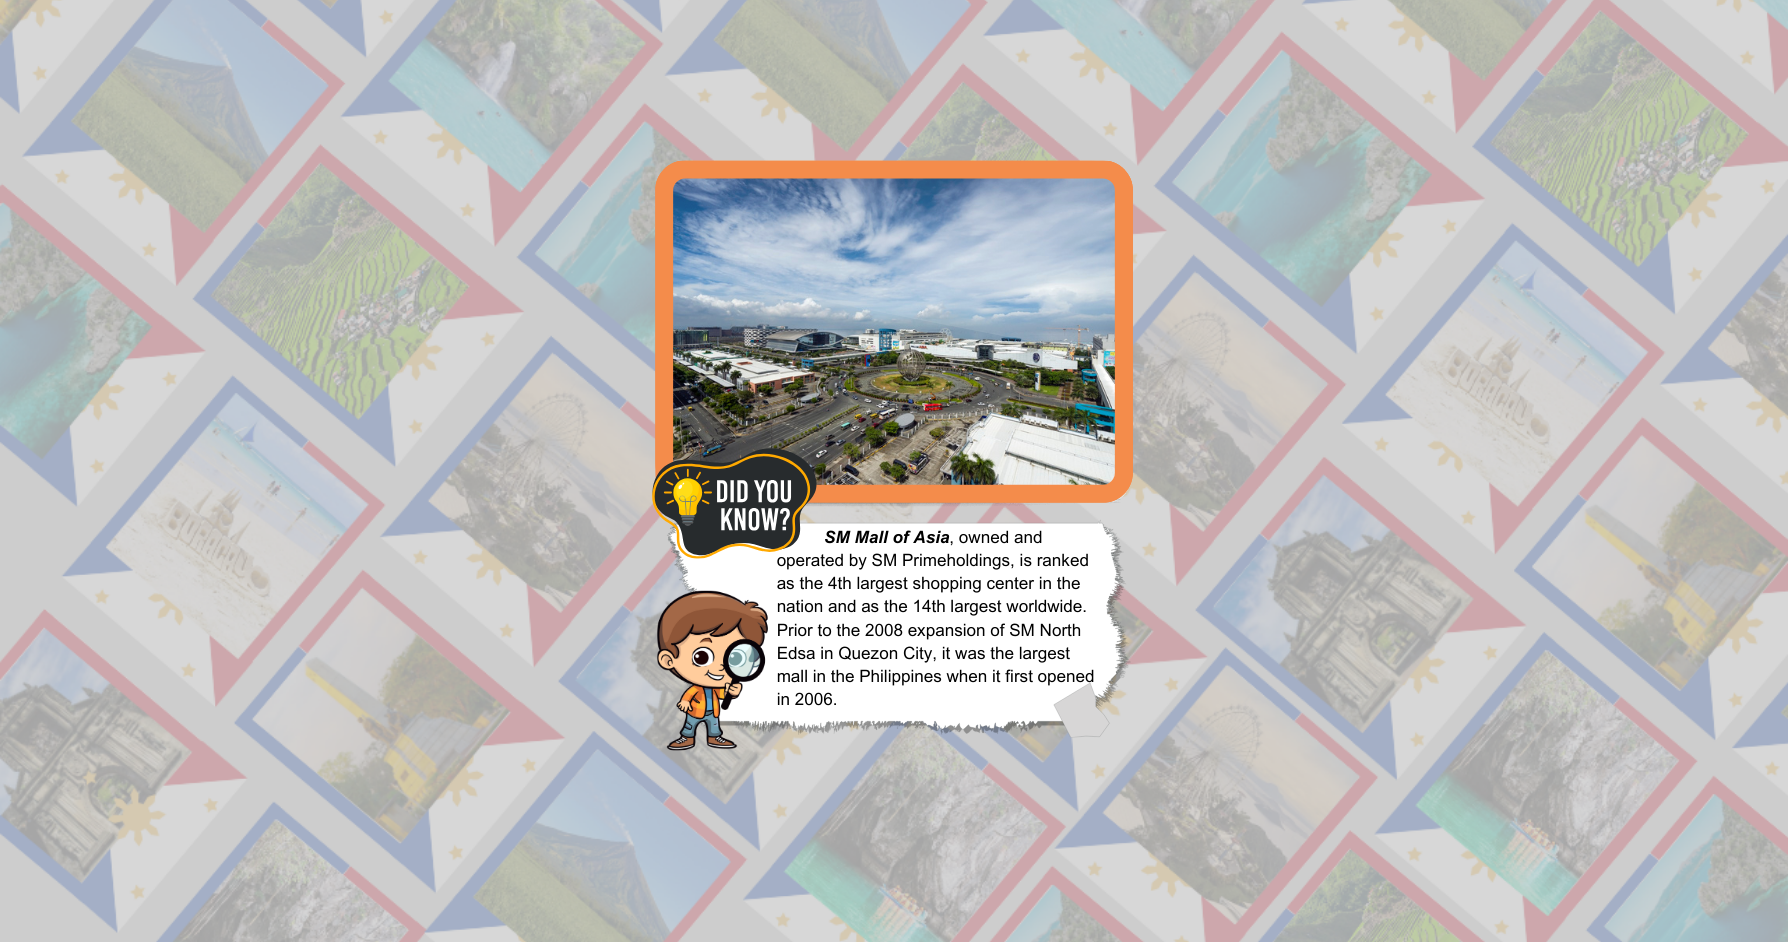 DID YOU
KNOW?
SM Mall of Asia, owned and
operated by SM Primeholdings, is ranked
as the 4th largest shopping center in the
nation and as the 14th largest worldwide.
Prior to the 2008 expansion of SM North
Edsa in Quezon City, it was the largest
mall in the Philippines when it first opened
in 2006.